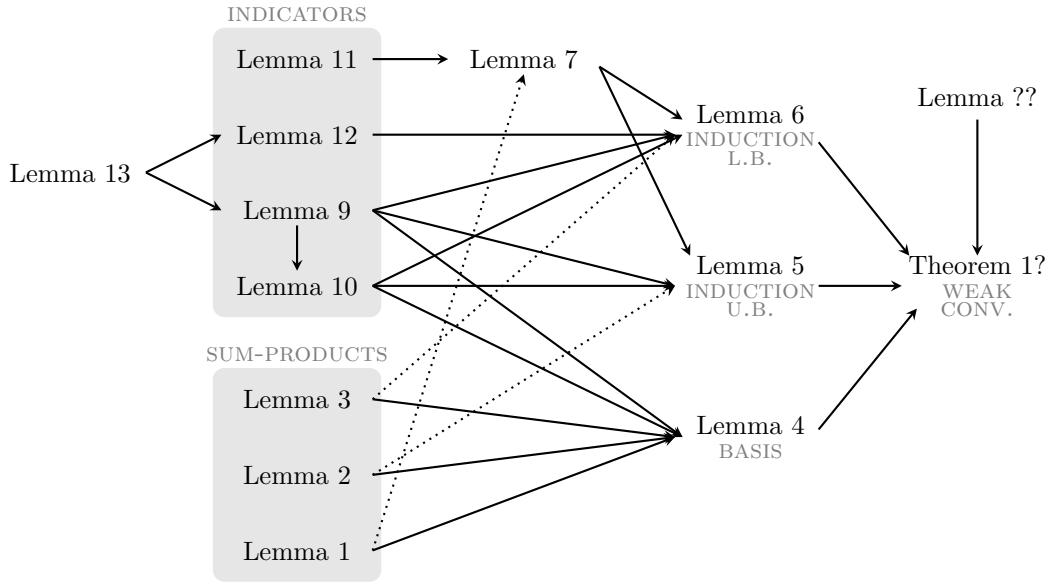 INDICATORS
Lemma 11
Lemma 7
Lemma ??
Lemma 6
INDUCTION
L.B.
Lemma 12
Lemma 13
Lemma 9
Lemma 10
Lemma 5
INDUCTION
U.B.
Theorem 1?
WEAK
CONV.
SUM-PRODUCTS
Lemma 3
Lemma 4
BASIS
Lemma 2
Lemma 1